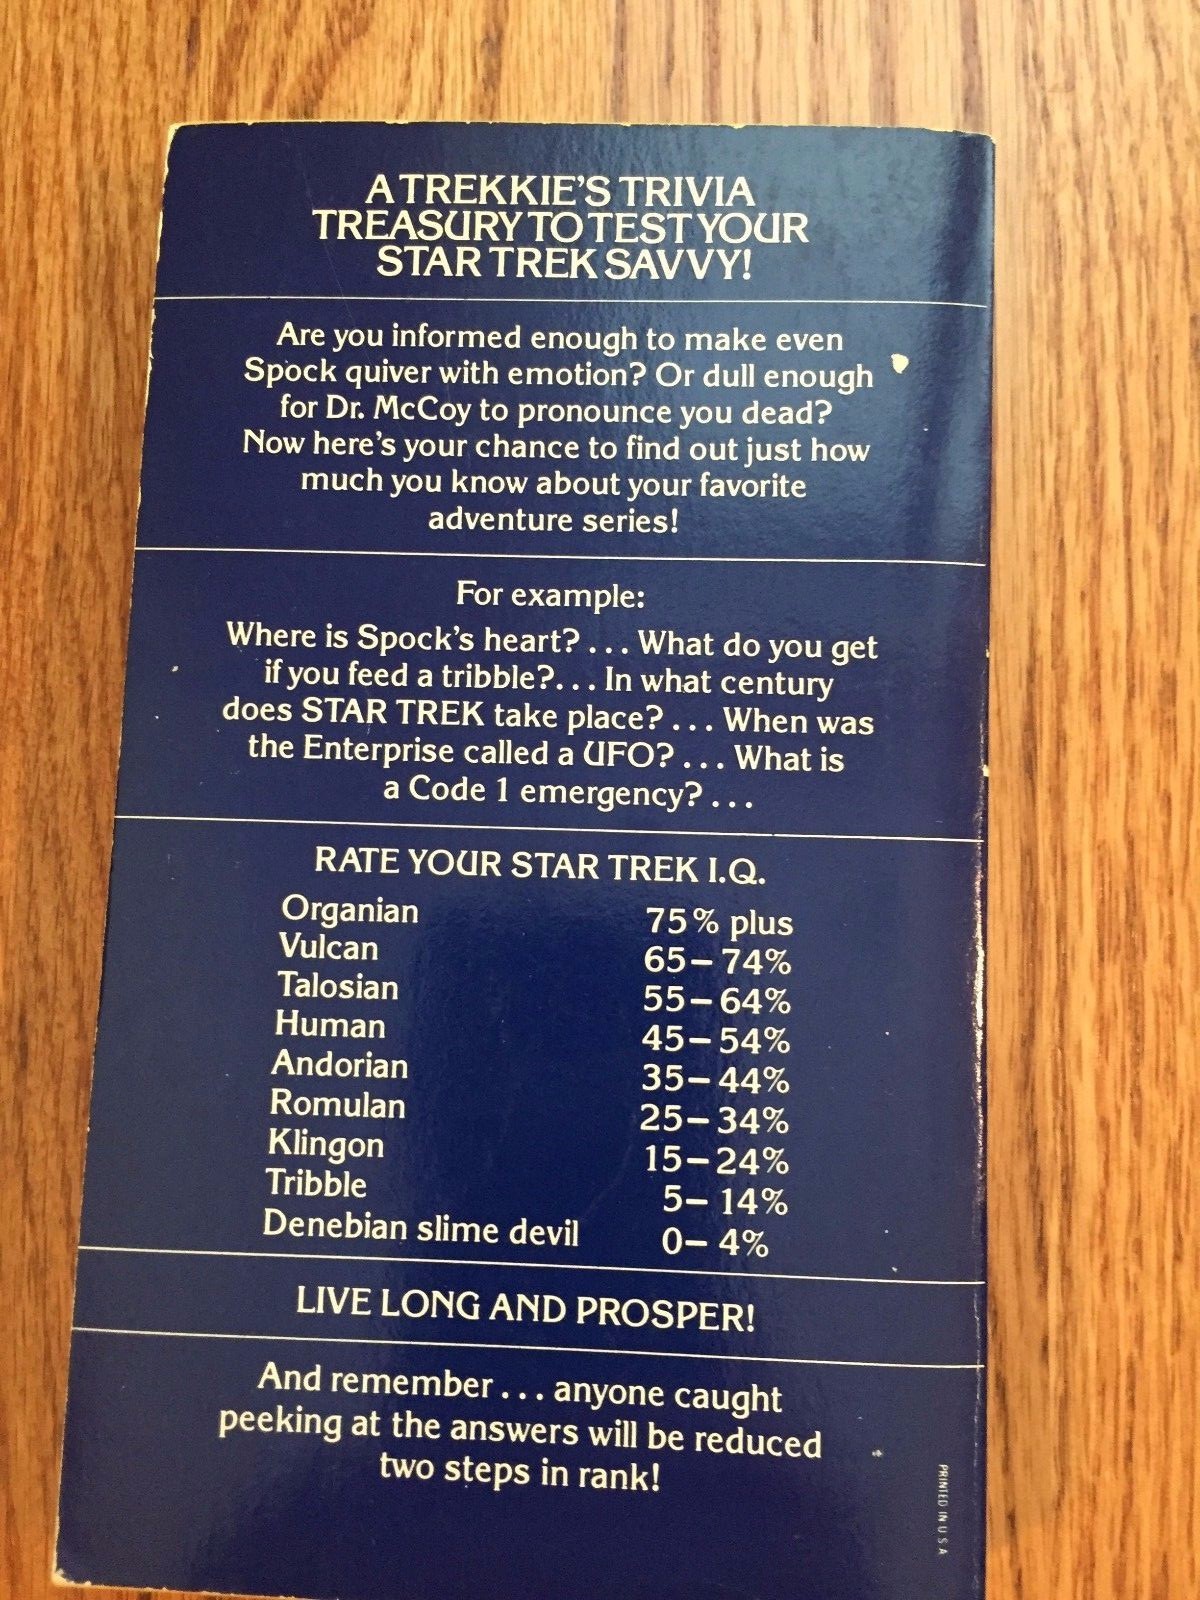 A TREKKIE'S TRIVIA
TREASURY TO TEST YOUR
STAR TREK SAVVY!
Are you informed enough to make even
Spock quiver with emotion? Or dull enough
for Dr. McCoy to pronounce you dead?
Now here's your chance to find out just how
much you know about your favorite
adventure series!
For example:
Where is Spock's heart? ... What do you get
if you feed a tribble?... In what century
does STAR TREK take place? ... When was
the Enterprise called a UFO? ... What is
a Code 1 emergency? ...
RATE YOUR STAR TREK I.Q.
Organian 75% plus
Vulcan 65–74%
Talosian 55–64%
Human 45–54%
Andorian 35–44%
Romulan 25–34%
Klingon 15–24%
Tribble 5–14%
Denebian slime devil 0–4%
LIVE LONG AND PROSPER!
And remember ... anyone caught
peeking at the answers will be reduced
two steps in rank!
PRINTED IN U S A